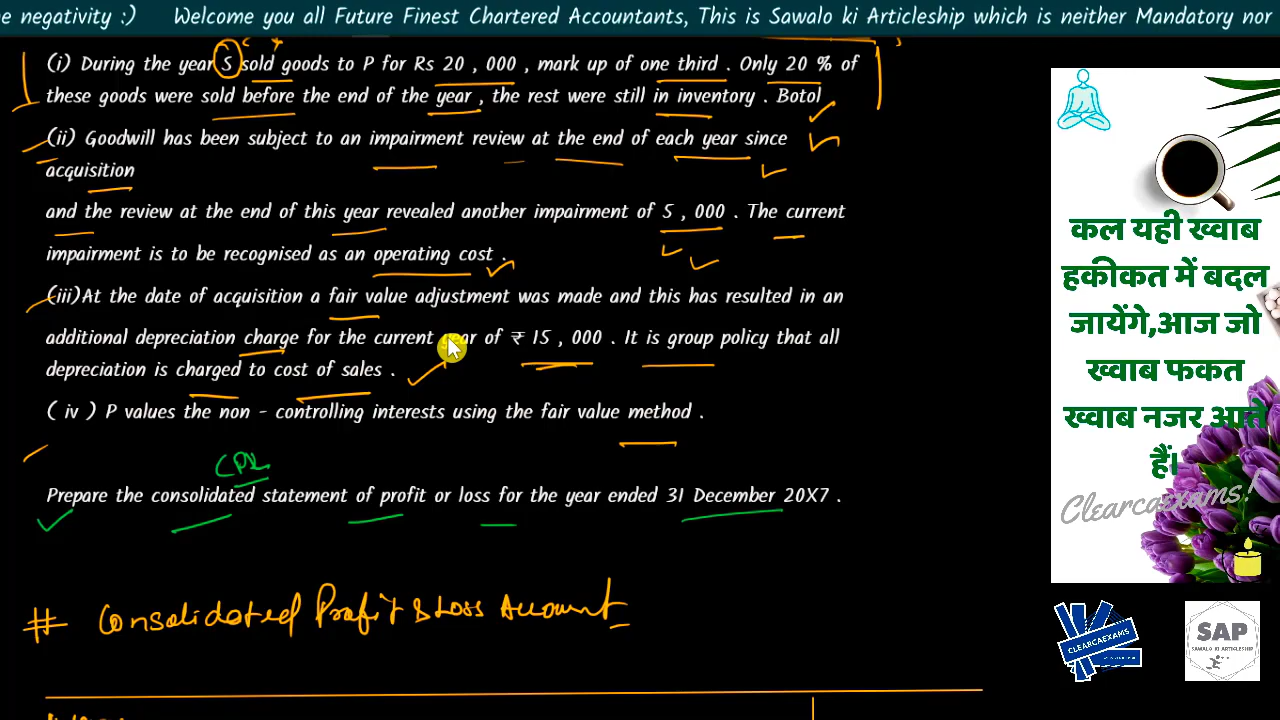 e negativity :) Welcome you all Future Finest Chartered Accountants, This is Sawalo ki Articleship which is neither Mandatory nor
(i) During the year S sold goods to P for Rs 20 , 000 , mark up of one third . Only 20 % of
these goods were sold before the end of the year , the rest were still in inventory . Botol
(ii) Goodwill has been subject to an impairment review at the end of each year since
acquisition
and the review at the end of this year revealed another impairment of 5 , 000 . The current
impairment is to be recognised as an operating cost .
(iii)At the date of acquisition a fair value adjustment was made and this has resulted in an
additional depreciation charge for the current year of ₹ 15 , 000 . It is group policy that all
depreciation is charged to cost of sales .
( iv ) P values the non - controlling interests using the fair value method .
CP&L
Prepare the consolidated statement of profit or loss for the year ended 31 December 20X7 .
# Consolidated Profit & Loss Account
कल यही ख्वाब
हकीकत में बदल
जायेंगे,आज जो
ख्वाब फकत
ख्वाब नजर आते
हैं।
Clearcaexams!
CLEARCAEXAMS
SAP
SAWALO KI ARTICLESHIP